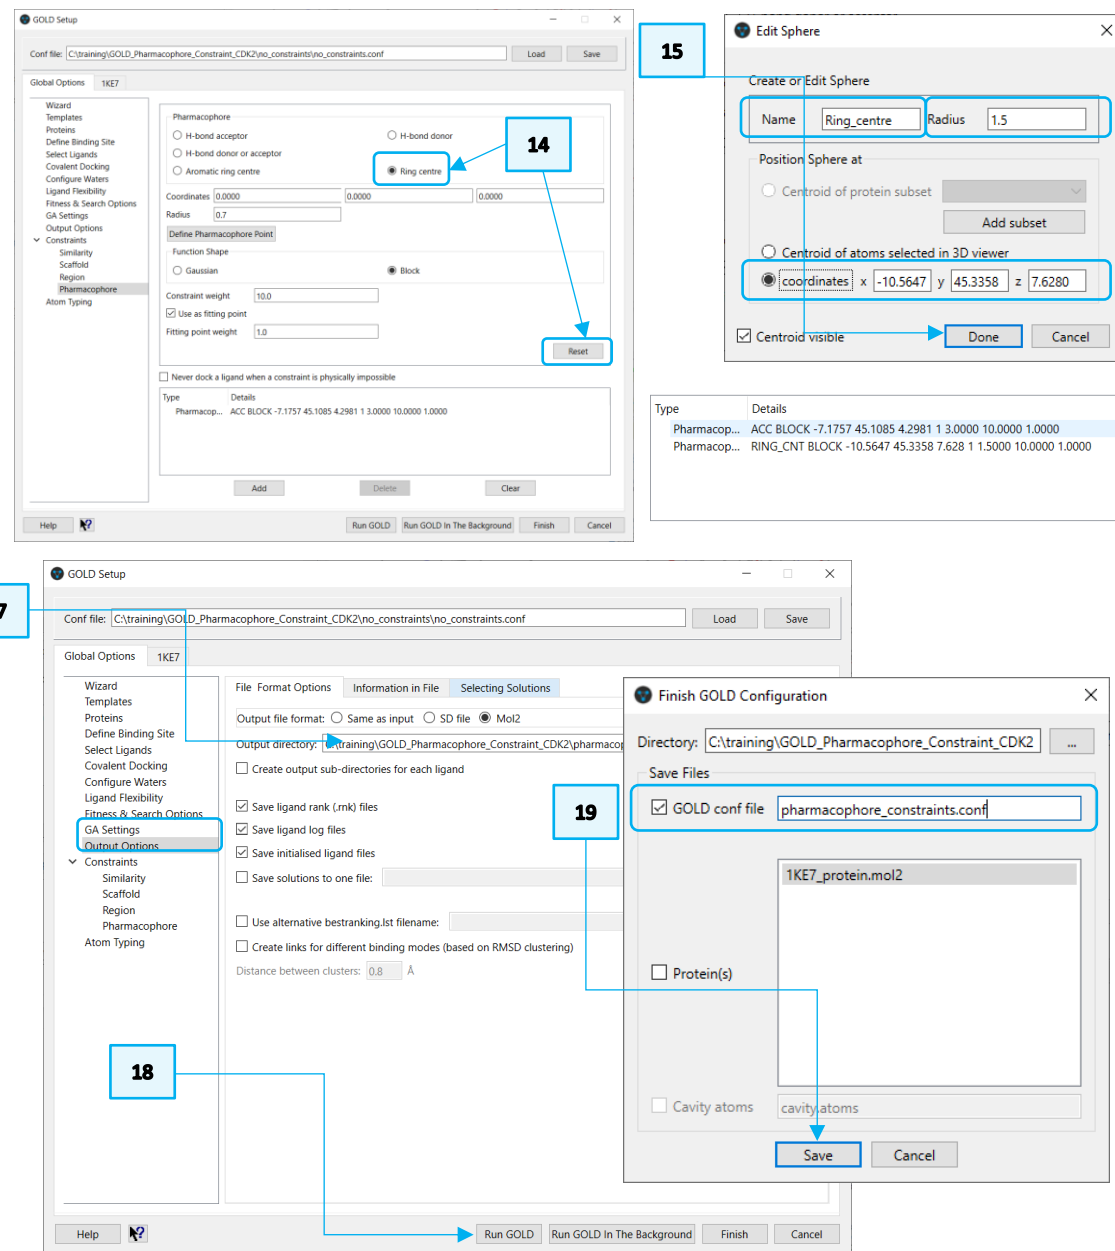 GOLD Setup
Conf file: C:\training\GOLD_Pharmacophore_Constraint_CDK2\no_constraints\no_constraints.conf Load Save
Global Options 1KE7
Wizard
Templates
Proteins
Define Binding Site
Select Ligands
Covalent Docking
Configure Waters
Ligand Flexibility
Fitness & Search Options
GA Settings
Output Options
Constraints
Similarity
Scaffold
Region
Pharmacophore
Atom Typing
Pharmacophore
H-bond acceptor H-bond donor
H-bond donor or acceptor
Aromatic ring centre Ring centre
Coordinates 0.0000 0.0000 0.0000
Radius 0.7
Define Pharmacophore Point
Function Shape
Gaussian Block
Constraint weight 10.0
Use as fitting point
Fitting point weight 1.0
Reset
Never dock a ligand when a constraint is physically impossible
Type Details
Pharmacop... ACC BLOCK -7.1757 45.1085 4.2981 1 3.0000 10.0000 1.0000
Add Delete Clear
Help Run GOLD Run GOLD In The Background Finish Cancel
14
15
Edit Sphere
Create or Edit Sphere
Name Ring_centre Radius 1.5
Position Sphere at
Centroid of protein subset
Add subset
Centroid of atoms selected in 3D viewer
coordinates x -10.5647 y 45.3358 z 7.6280
Centroid visible Done Cancel
Type Details
Pharmacop... ACC BLOCK -7.1757 45.1085 4.2981 1 3.0000 10.0000 1.0000
Pharmacop... RING_CNT BLOCK -10.5647 45.3358 7.628 1 1.5000 10.0000 1.0000
7
GOLD Setup
Conf file: C:\training\GOLD_Pharmacophore_Constraint_CDK2\no_constraints\no_constraints.conf Load Save
Global Options 1KE7
Wizard
Templates
Proteins
Define Binding Site
Select Ligands
Covalent Docking
Configure Waters
Ligand Flexibility
Fitness & Search Options
GA Settings
Output Options
Constraints
Similarity
Scaffold
Region
Pharmacophore
Atom Typing
File Format Options Information in File Selecting Solutions
Output file format: Same as input SD file Mol2
Output directory: C:\training\GOLD_Pharmacophore_Constraint_CDK2\pharmacop
Create output sub-directories for each ligand
Save ligand rank (.rnk) files
Save ligand log files
Save initialised ligand files
Save solutions to one file:
Use alternative bestranking.lst filename:
Create links for different binding modes (based on RMSD clustering)
Distance between clusters: 0.8 Å
18
Help Run GOLD Run GOLD In The Background Finish Cancel
19
Finish GOLD Configuration
Directory: C:\training\GOLD_Pharmacophore_Constraint_CDK2 ...
Save Files
GOLD conf file pharmacophore_constraints.conf
1KE7_protein.mol2
Protein(s)
Cavity atoms cavity.atoms
Save Cancel